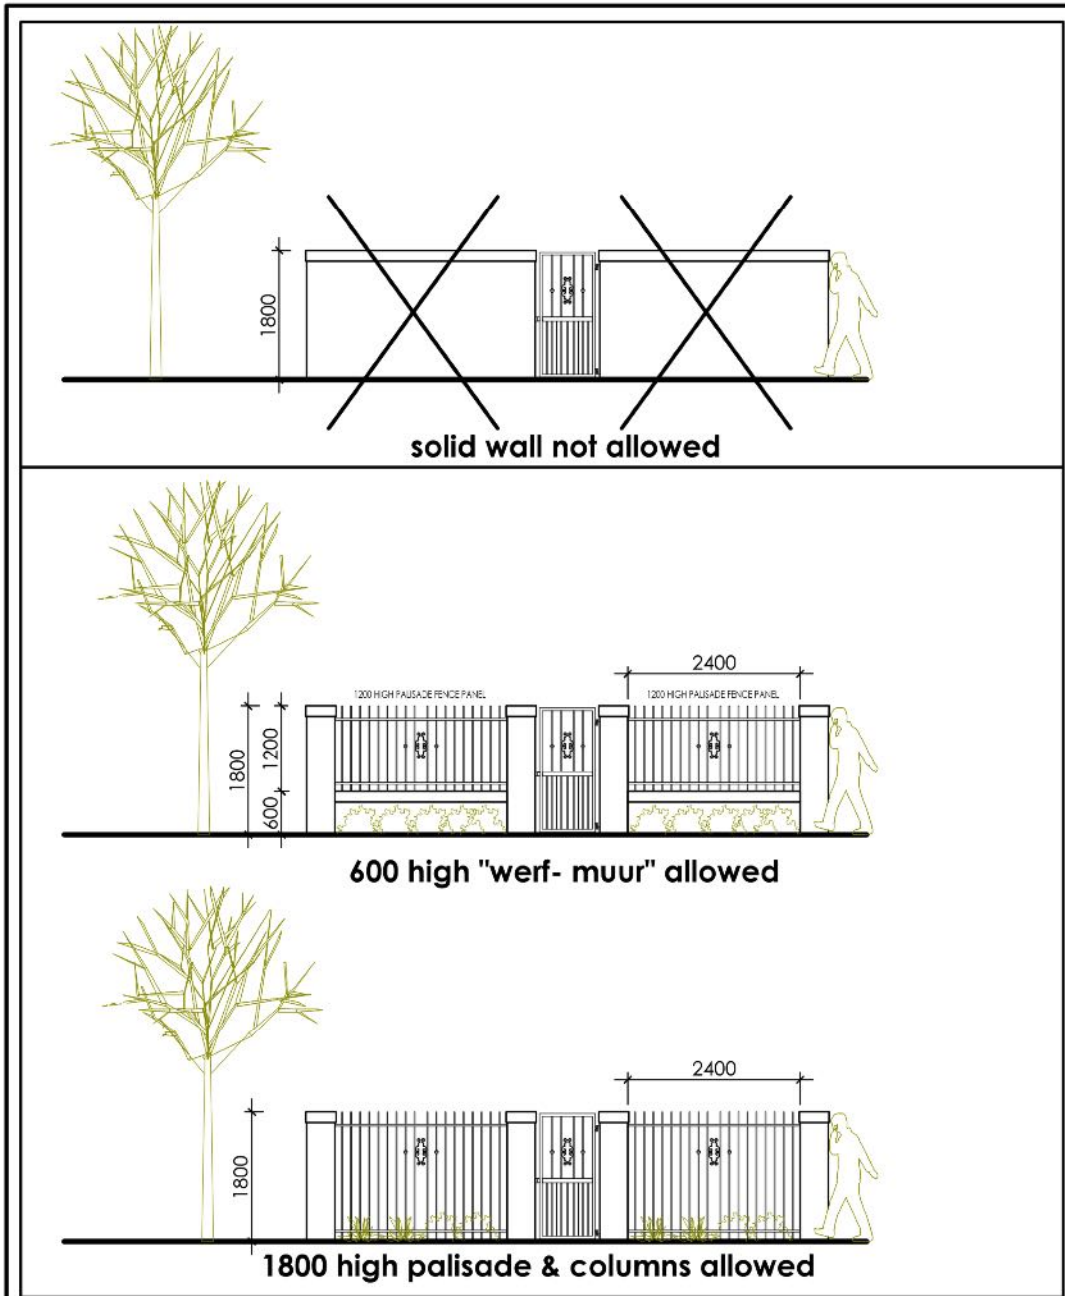 1800
solid wall not allowed
2400
1200 HIGH PALISADE FENCE PANEL
1200 HIGH PALISADE FENCE PANEL
1800
1200
600
600 high "werf- muur" allowed
2400
1800
1800 high palisade & columns allowed